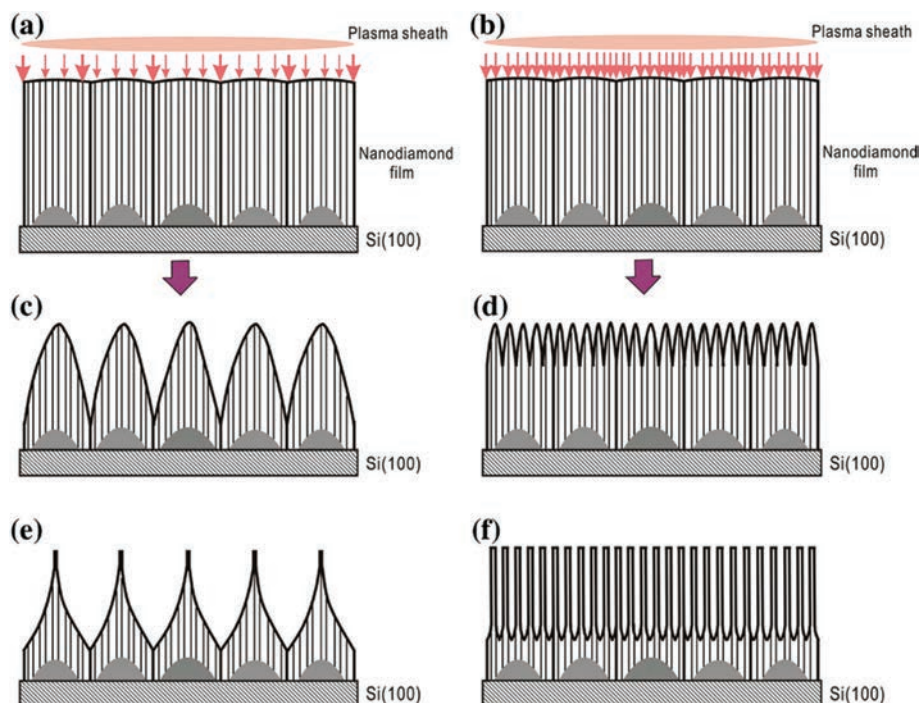 (a)
Plasma sheath
Nanodiamond
film
Si(100)
(b)
Plasma sheath
Nanodiamond
film
Si(100)
(c)
Si(100)
(d)
Si(100)
(e)
Si(100)
(f)
Si(100)